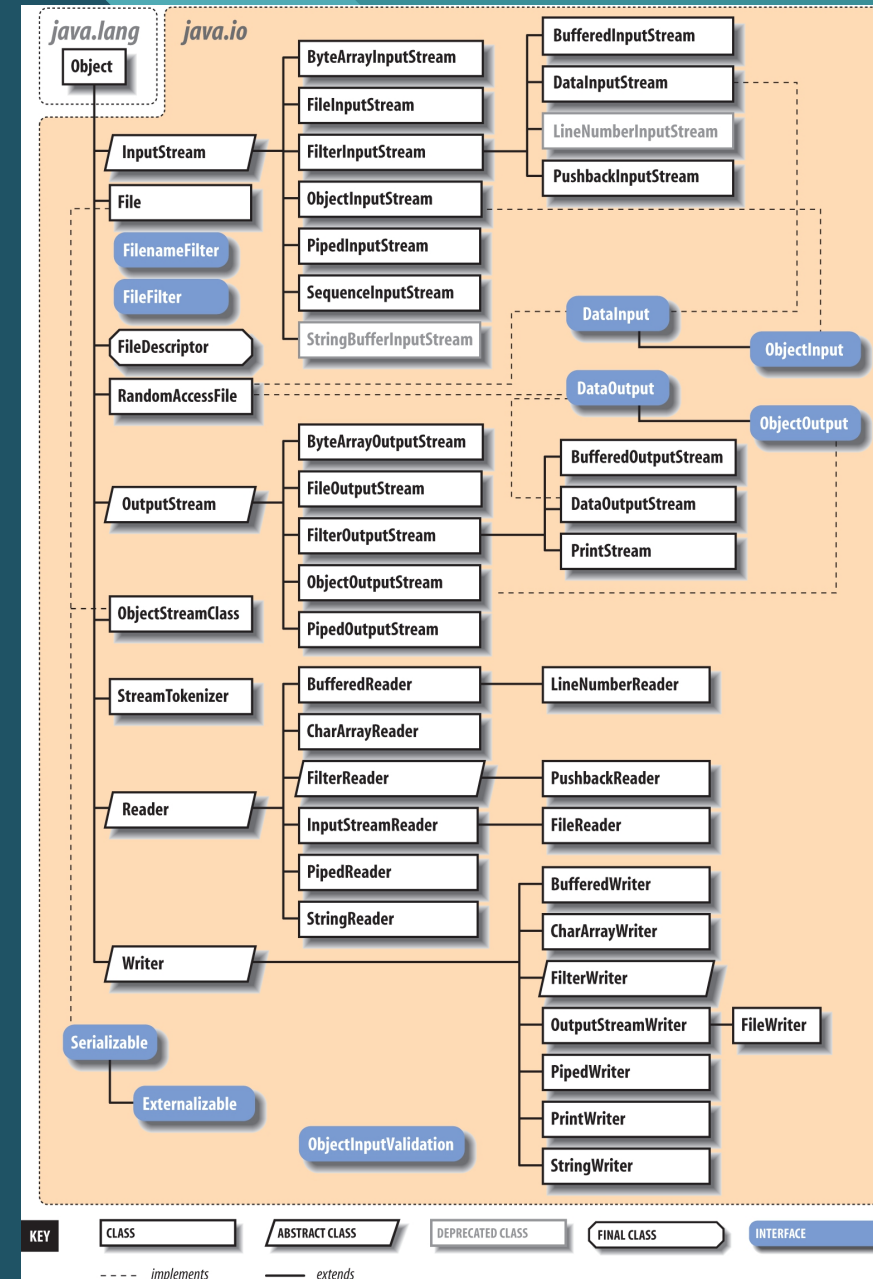 java.lang
java.io
Object
InputStream
File
FilenameFilter
FileFilter
FileDescriptor
RandomAccessFile
OutputStream
ObjectStreamClass
StreamTokenizer
Reader
Writer
Serializable
Externalizable
ByteArrayInputStream
FileInputStream
FilterInputStream
ObjectInputStream
PipedInputStream
SequenceInputStream
StringBufferInputStream
BufferedInputStream
DataInputStream
LineNumberInputStream
PushbackInputStream
DataInput
ObjectInput
DataOutput
ObjectOutput
ByteArrayOutputStream
FileOutputStream
FilterOutputStream
ObjectOutputStream
PipedOutputStream
BufferedOutputStream
DataOutputStream
PrintStream
BufferedReader
CharArrayReader
FilterReader
InputStreamReader
PipedReader
StringReader
LineNumberReader
PushbackReader
FileReader
BufferedWriter
CharArrayWriter
FilterWriter
OutputStreamWriter
PipedWriter
PrintWriter
StringWriter
FileWriter
ObjectInputValidation
KEY
CLASS
ABSTRACT CLASS
DEPRECATED CLASS
FINAL CLASS
INTERFACE
implements
extends